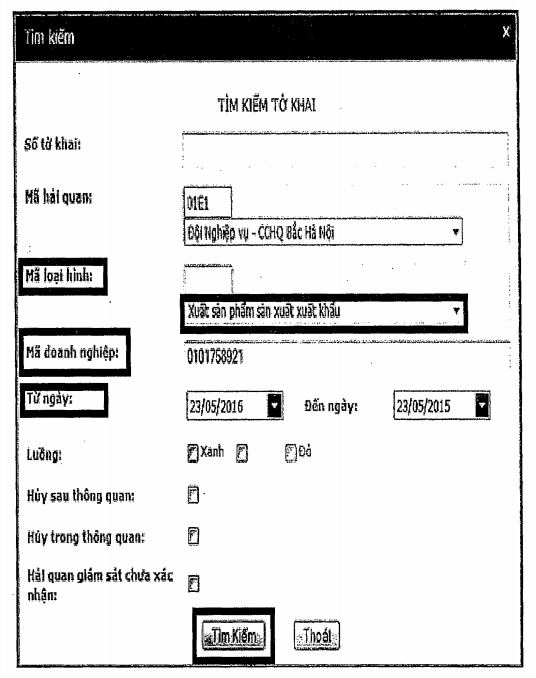 Tìm kiếm X
TÌM KIẾM TỜ KHAI
Số tờ khai:
Mã hải quan:
01E1
Đội Nghiệp vụ - CCHQ Bắc Hà Nội
Mã loại hình:
Xuất sản phẩm sản xuất xuất khẩu
Mã doanh nghiệp:
0101758921
Từ ngày:
23/05/2016
Đến ngày:
23/05/2015
Luồng:
Xanh
Đỏ
Hủy sau thông quan:
Hủy trong thông quan:
Hải quan giám sát chưa xác
nhận:
Tìm Kiếm
Thoát